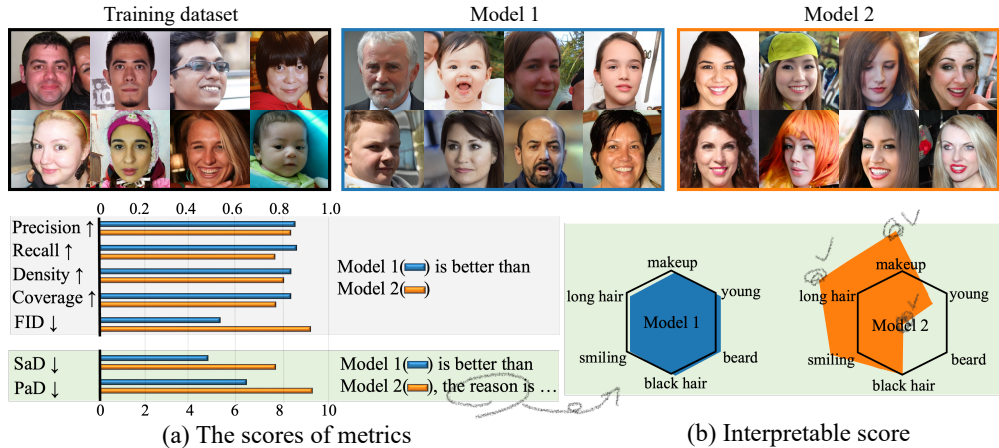 Training dataset
Model 1
Model 2
0 0.2 0.4 0.6 0.8 1.0
Precision ↑
Recall ↑
Density ↑
Coverage ↑
FID ↓
Model 1( ) is better than
Model 2( )
SaD ↓
PaD ↓
Model 1( ) is better than
Model 2( ), the reason is ...
0 2 4 6 8 10
(a) The scores of metrics
makeup
long hair
young
Model 1
smiling
beard
black hair
makeup
long hair
young
Model 2
smiling
beard
black hair
(b) Interpretable score